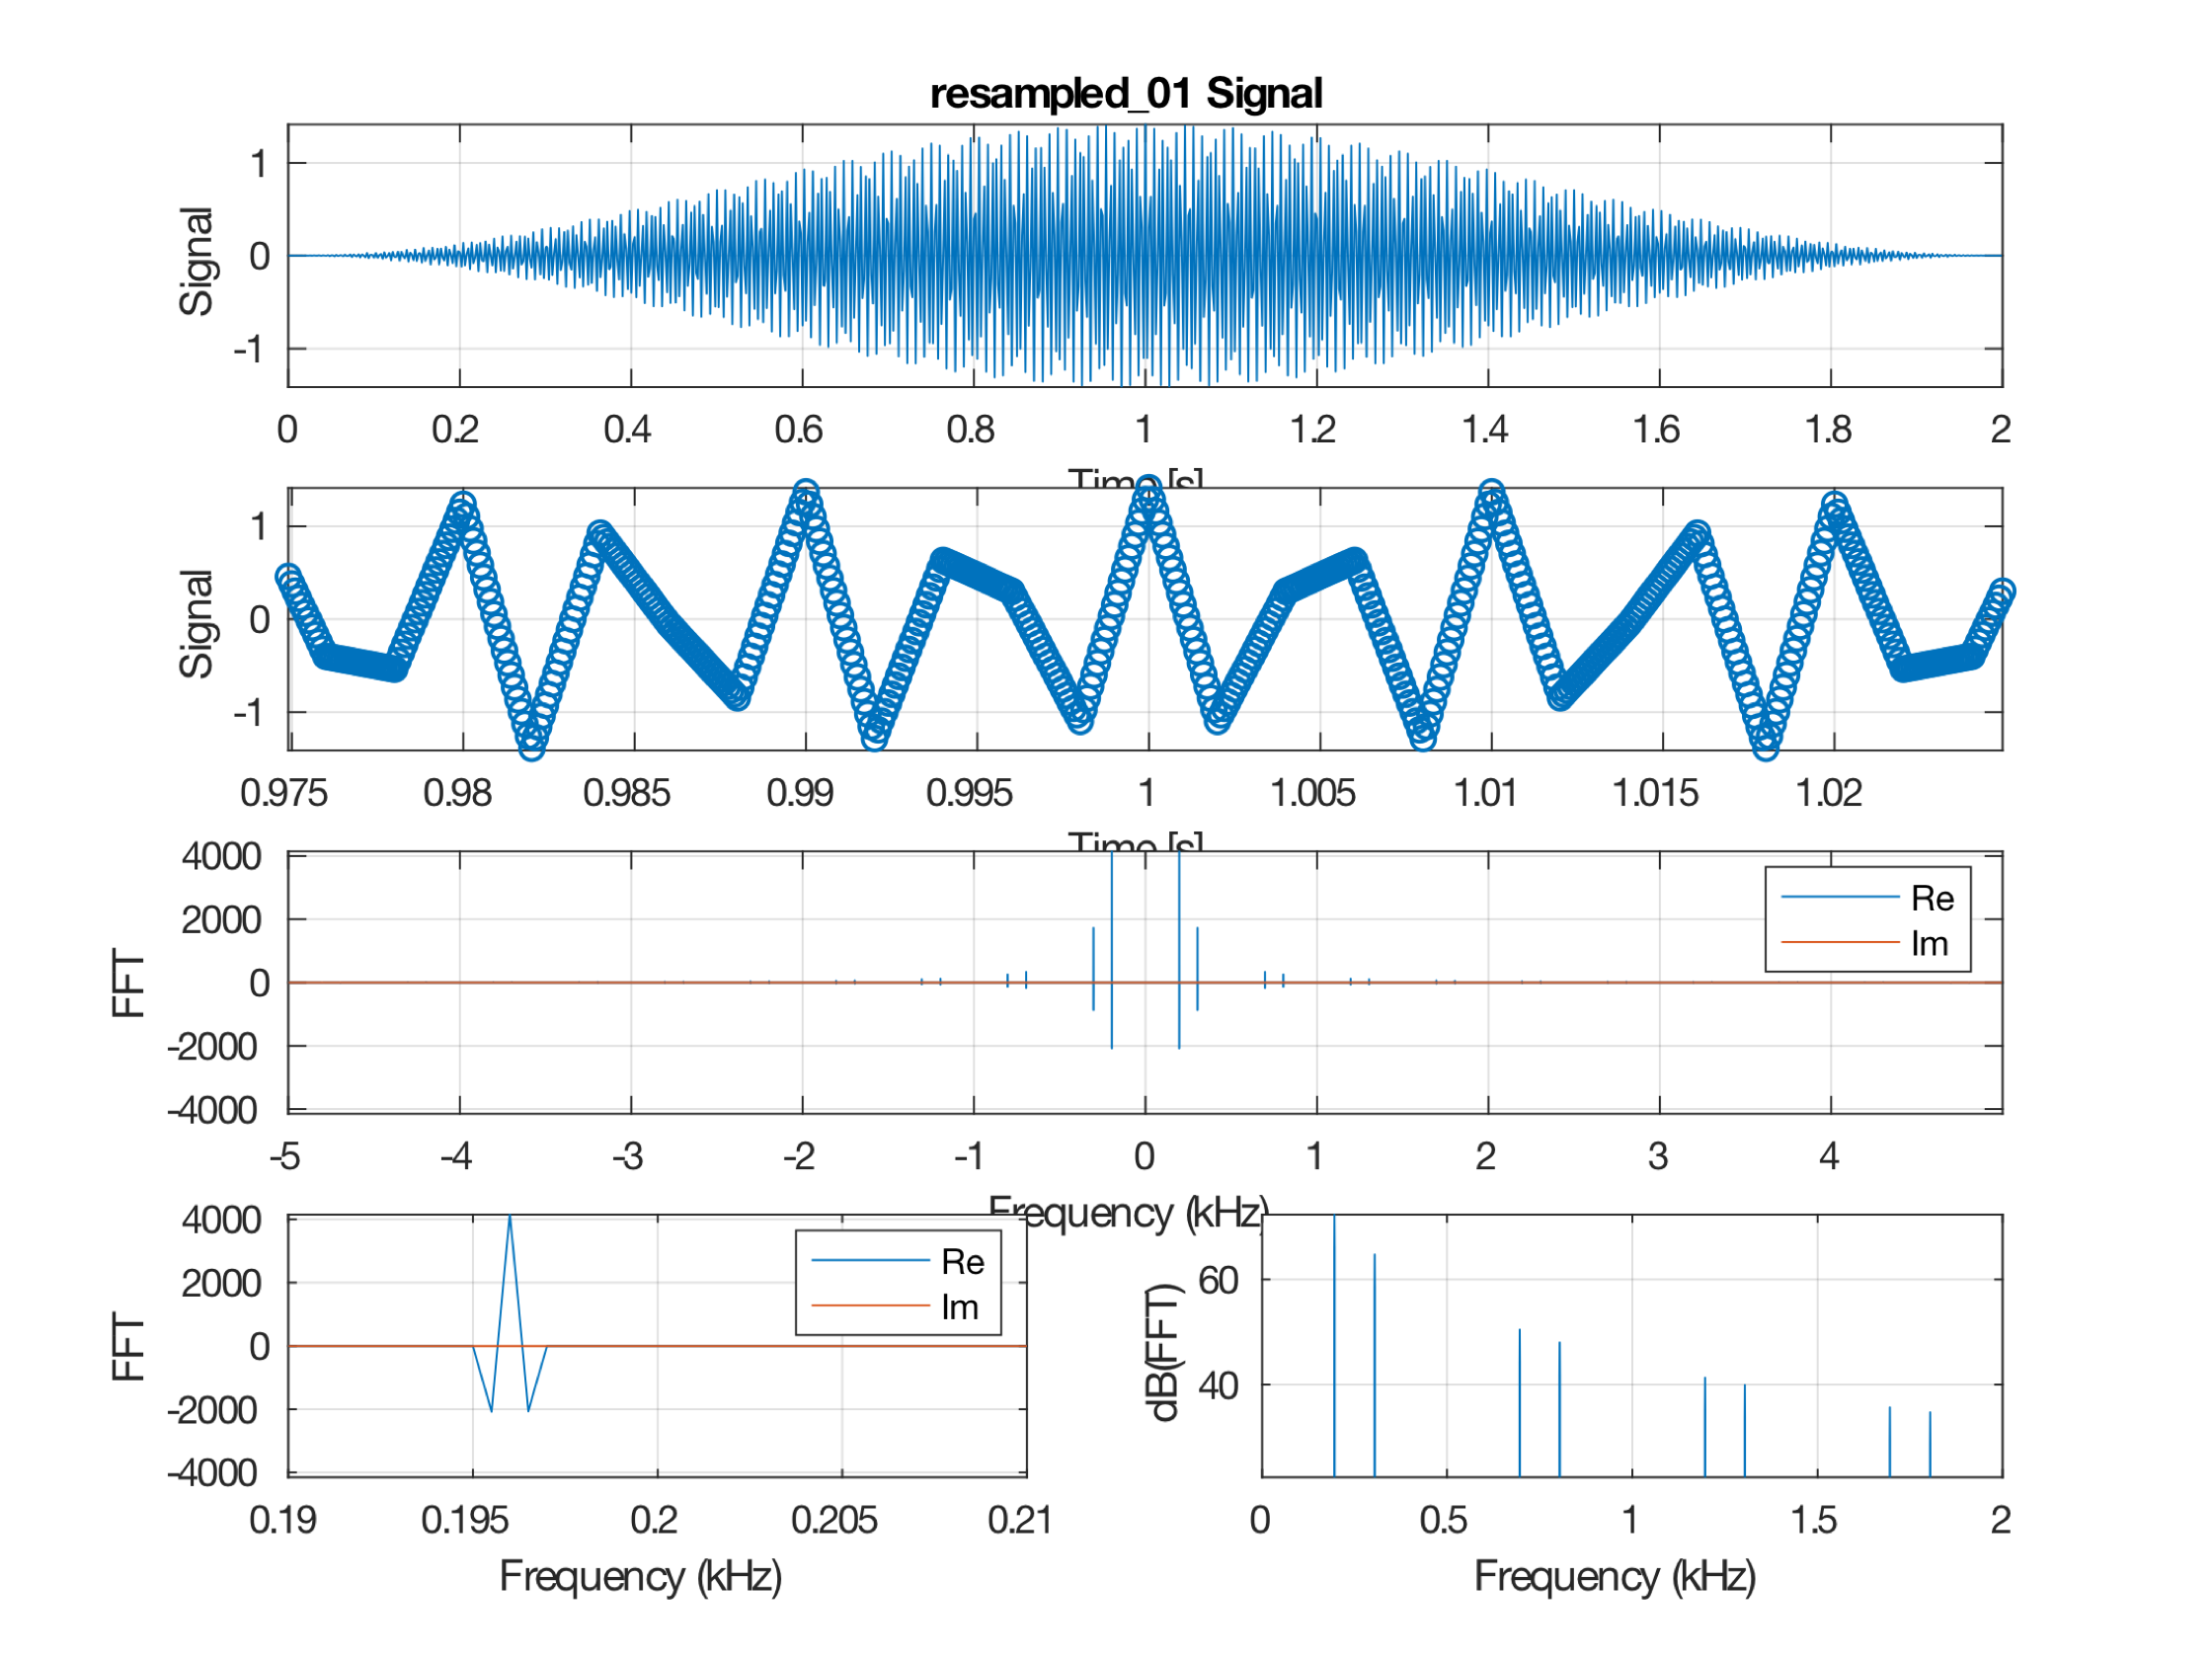 resampled_01 Signal
Signal
1
0
-1
0 0.2 0.4 0.6 0.8 1 1.2 1.4 1.6 1.8 2
Time [s]
Signal
1
0
-1
0.975 0.98 0.985 0.99 0.995 1 1.005 1.01 1.015 1.02
Time [s]
FFT
4000
2000
0
-2000
-4000
Re
Im
-5 -4 -3 -2 -1 0 1 2 3 4
Frequency (kHz)
FFT
4000
2000
0
-2000
-4000
Re
Im
0.19 0.195 0.2 0.205 0.21
Frequency (kHz)
dB(FFT)
60
40
0 0.5 1 1.5 2
Frequency (kHz)